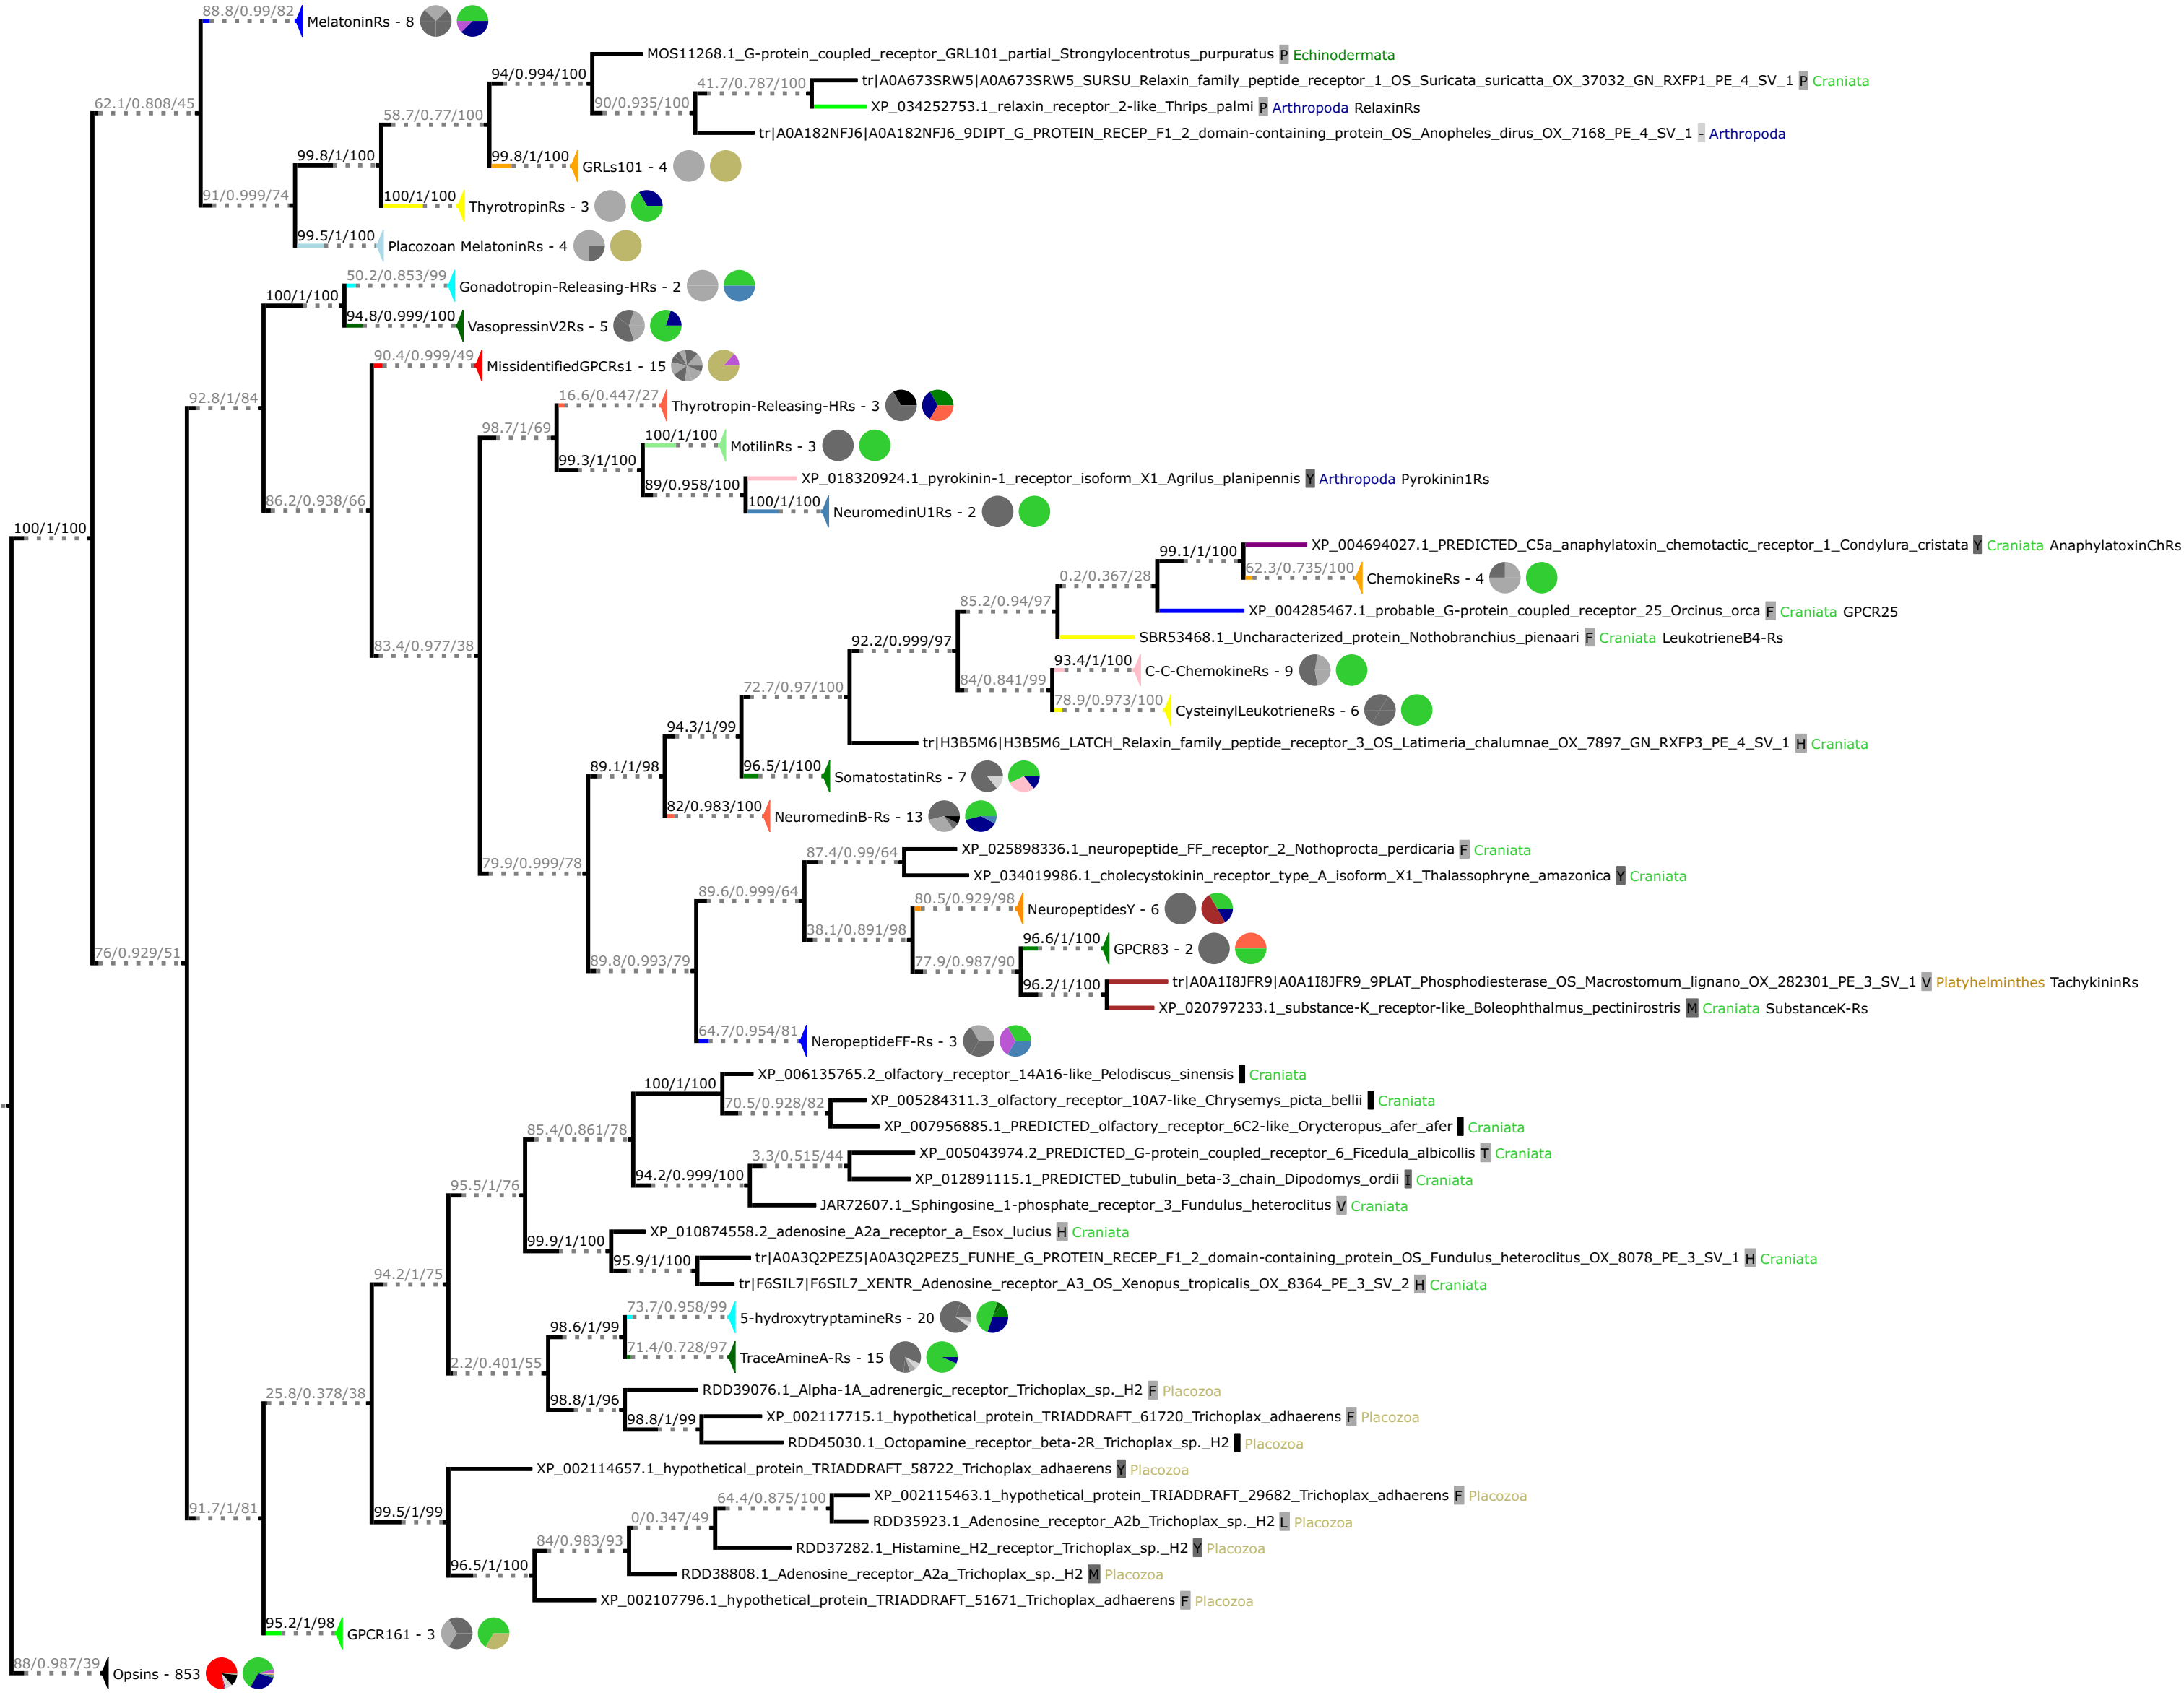 88.8/0.99/82
MelatoninRs - 8
MOS11268.1_G-protein_coupled_receptor_GRL101_partial_Strongylocentrotus_purpuratus P Echinodermata
94/0.994/100
41.7/0.787/100
tr|A0A673SRW5|A0A673SRW5_SURSU_Relaxin_family_peptide_receptor_1_OS_Suricata_suricatta_OX_37032_GN_RXFP1_PE_4_SV_1 P Craniata
62.1/0.808/45
90/0.935/100
XP_034252753.1_relaxin_receptor_2-like_Thrips_palmi P Arthropoda RelaxinRs
58.7/0.77/100
tr|A0A182NFJ6|A0A182NFJ6_9DIPT_G_PROTEIN_RECEP_F1_2_domain-containing_protein_OS_Anopheles_dirus_OX_7168_PE_4_SV_1 - Arthropoda
99.8/1/100
99.8/1/100
GRLs101 - 4
91/0.999/74
100/1/100
ThyrotropinRs - 3
99.5/1/100
Placozoan MelatoninRs - 4
50.2/0.853/99
Gonadotropin-Releasing-HRs - 2
100/1/100
94.8/0.999/100
VasopressinV2Rs - 5
90.4/0.999/49
MissidentifiedGPCRs1 - 15
92.8/1/84
16.6/0.447/27
Thyrotropin-Releasing-HRs - 3
98.7/1/69
100/1/100
MotilinRs - 3
99.3/1/100
XP_018320924.1_pyrokinin-1_receptor_isoform_X1_Agrilus_planipennis Y Arthropoda Pyrokinin1Rs
86.2/0.938/66
89/0.958/100
100/1/100
NeuromedinU1Rs - 2
100/1/100
XP_004694027.1_PREDICTED_C5a_anaphylatoxin_chemotactic_receptor_1_Condylura_cristata Y Craniata AnaphylatoxinChRs
99.1/1/100
62.3/0.735/100
ChemokineRs - 4
0.2/0.367/28
85.2/0.94/97
XP_004285467.1_probable_G-protein_coupled_receptor_25_Orcinus_orca F Craniata GPCR25
SBR53468.1_Uncharacterized_protein_Nothobranchius_pienaari F Craniata LeukotrieneB4-Rs
83.4/0.977/38
92.2/0.999/97
93.4/1/100
C-C-ChemokineRs - 9
72.7/0.97/100
84/0.841/99
78.9/0.973/100
CysteinylLeukotrieneRs - 6
94.3/1/99
tr|H3B5M6|H3B5M6_LATCH_Relaxin_family_peptide_receptor_3_OS_Latimeria_chalumnae_OX_7897_GN_RXFP3_PE_4_SV_1 H Craniata
89.1/1/98
96.5/1/100
SomatostatinRs - 7
82/0.983/100
NeuromedinB-Rs - 13
79.9/0.999/78
87.4/0.99/64
XP_025898336.1_neuropeptide_FF_receptor_2_Nothoprocta_perdicaria F Craniata
XP_034019986.1_cholecystokinin_receptor_type_A_isoform_X1_Thalassophryne_amazonica Y Craniata
89.6/0.999/64
80.5/0.929/98
NeuropeptidesY - 6
38.1/0.891/98
96.6/1/100
GPCR83 - 2
76/0.929/51
89.8/0.993/79
77.9/0.987/90
96.2/1/100
tr|A0A1I8JFR9|A0A1I8JFR9_9PLAT_Phosphodiesterase_OS_Macrostomum_lignano_OX_282301_PE_3_SV_1 V Platyhelminthes TachykininRs
XP_020797233.1_substance-K_receptor-like_Boleophthalmus_pectinirostris M Craniata SubstanceK-Rs
64.7/0.954/81
NeropeptideFF-Rs - 3
XP_006135765.2_olfactory_receptor_14A16-like_Pelodiscus_sinensis Craniata
100/1/100
70.5/0.928/82
XP_005284311.3_olfactory_receptor_10A7-like_Chrysemys_picta_bellii Craniata
XP_007956885.1_PREDICTED_olfactory_receptor_6C2-like_Orycteropus_afer_afer Craniata
85.4/0.861/78
3.3/0.515/44
XP_005043974.2_PREDICTED_G-protein_coupled_receptor_6_Ficedula_albicollis T Craniata
94.2/0.999/100
XP_012891115.1_PREDICTED_tubulin_beta-3_chain_Dipodomys_ordii I Craniata
95.5/1/76
JAR72607.1_Sphingosine_1-phosphate_receptor_3_Fundulus_heteroclitus V Craniata
XP_010874558.2_adenosine_A2a_receptor_a_Esox_lucius H Craniata
99.9/1/100
95.9/1/100
tr|A0A3Q2PEZ5|A0A3Q2PEZ5_FUNHE_G_PROTEIN_RECEP_F1_2_domain-containing_protein_OS_Fundulus_heteroclitus_OX_8078_PE_3_SV_1 H Craniata
94.2/1/75
tr|F6SIL7|F6SIL7_XENTR_Adenosine_receptor_A3_OS_Xenopus_tropicalis_OX_8364_PE_3_SV_2 H Craniata
73.7/0.958/99
5-hydroxytryptamineRs - 20
98.6/1/99
71.4/0.728/97
TraceAmineA-Rs - 15
2.2/0.401/55
RDD39076.1_Alpha-1A_adrenergic_receptor_Trichoplax_sp._H2 F Placozoa
25.8/0.378/38
98.8/1/96
XP_002117715.1_hypothetical_protein_TRIADDRAFT_61720_Trichoplax_adhaerens F Placozoa
98.8/1/99
RDD45030.1_Octopamine_receptor_beta-2R_Trichoplax_sp._H2 Placozoa
XP_002114657.1_hypothetical_protein_TRIADDRAFT_58722_Trichoplax_adhaerens Y Placozoa
91.7/1/81
99.5/1/99
64.4/0.875/100
XP_002115463.1_hypothetical_protein_TRIADDRAFT_29682_Trichoplax_adhaerens F Placozoa
0/0.347/49
RDD35923.1_Adenosine_receptor_A2b_Trichoplax_sp._H2 L Placozoa
84/0.983/93
RDD37282.1_Histamine_H2_receptor_Trichoplax_sp._H2 Y Placozoa
96.5/1/100
RDD38808.1_Adenosine_receptor_A2a_Trichoplax_sp._H2 M Placozoa
XP_002107796.1_hypothetical_protein_TRIADDRAFT_51671_Trichoplax_adhaerens F Placozoa
95.2/1/98
GPCR161 - 3
88/0.987/39
Opsins - 853